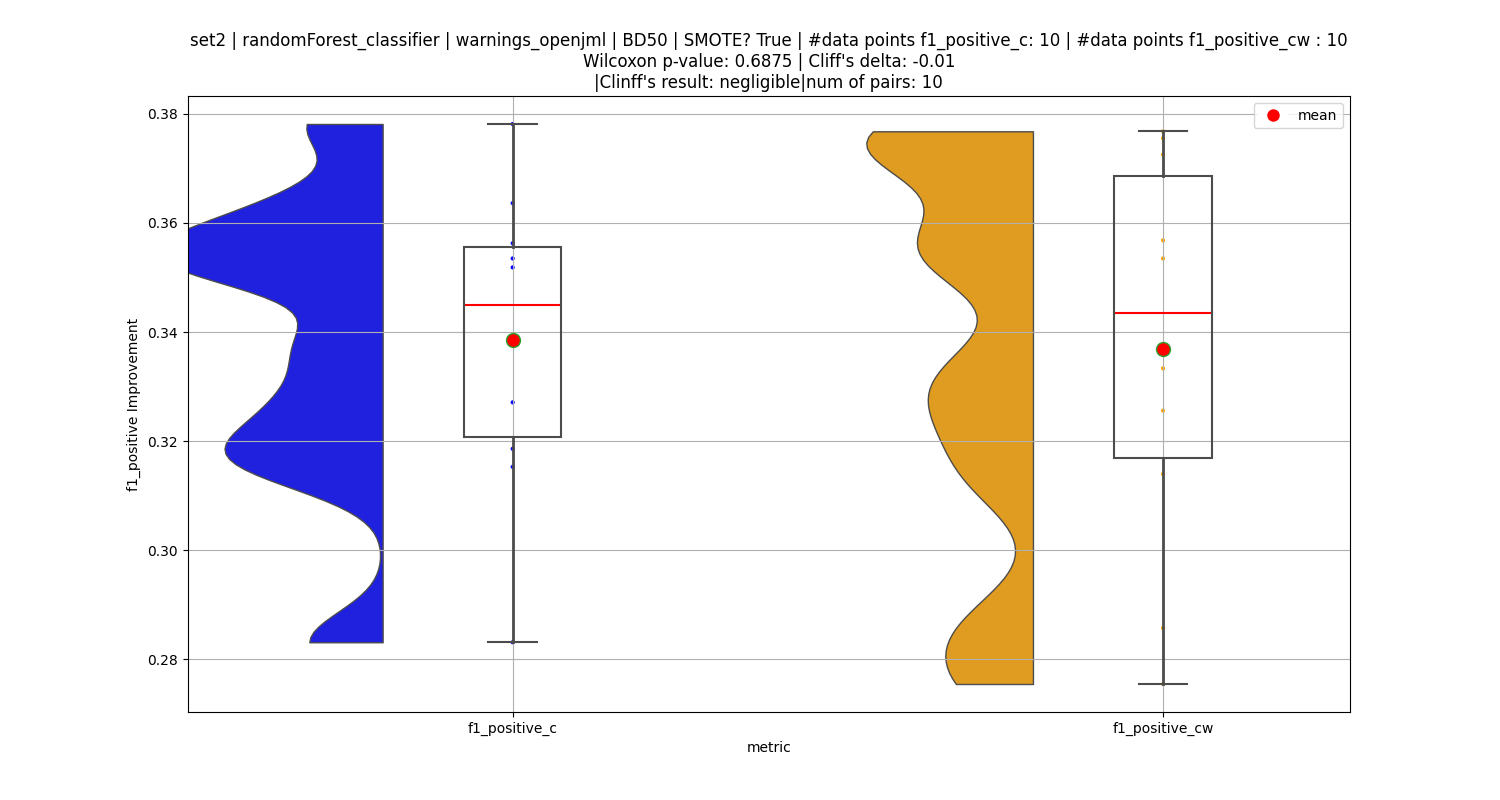 set2 | randomForest_classifier | warnings_openjml | BD50 | SMOTE? True | #data points f1_positive_c: 10 | #data points f1_positive_cw : 10
Wilcoxon p-value: 0.6875 | Cliff's delta: -0.01
|Clinff's result: negligible|num of pairs: 10
mean
0.38
0.36
0.34
0.32
0.30
0.28
f1_positive Improvement
f1_positive_c
f1_positive_cw
metric